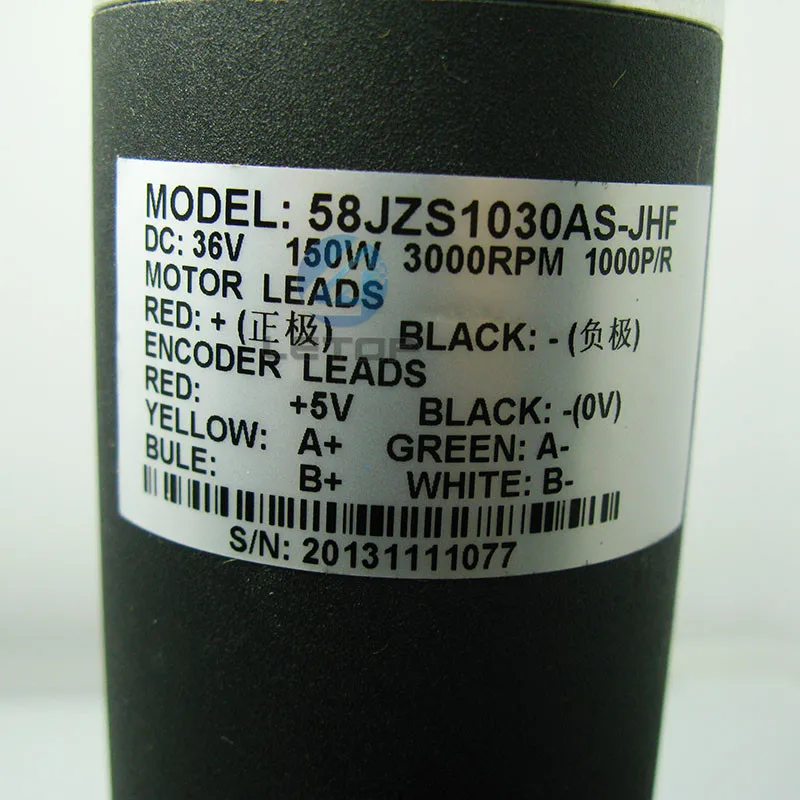 MODEL: 58JZS1030AS-JHF
DC: 36V 150W 3000RPM 1000P/R
MOTOR LEADS
RED: + (正极) BLACK: - (负极)
ENCODER LEADS
RED: +5V BLACK: -(0V)
YELLOW: A+ GREEN: A-
BULE: B+ WHITE: B-
S/N: 20131111077
LETOP